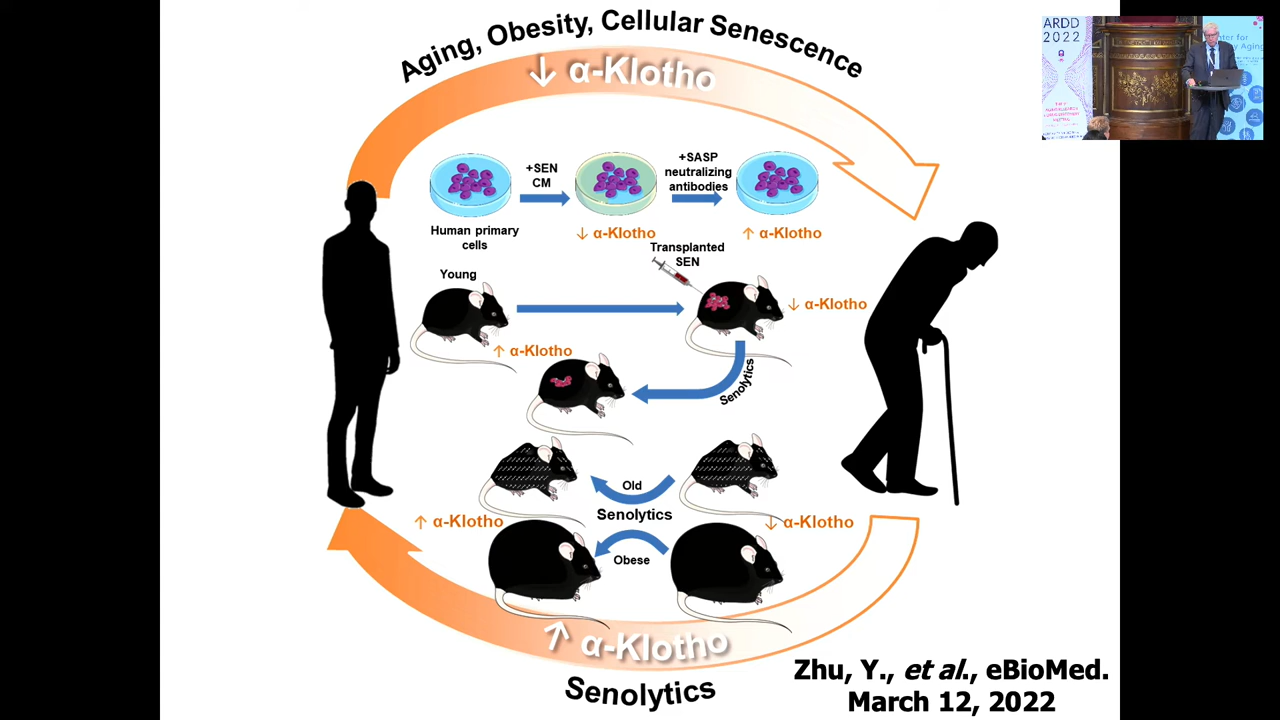 Aging, Obesity, Cellular Senescence
↓ α-Klotho
ARDD
2022
+SEN
CM
+SASP
neutralizing
antibodies
Human primary
cells
↓ α-Klotho
↑ α-Klotho
Transplanted
SEN
Young
↓ α-Klotho
↑ α-Klotho
Senolytics
Old
Senolytics
↑ α-Klotho
↓ α-Klotho
Obese
↑ α-Klotho
Senolytics
Zhu, Y., et al., eBioMed.
March 12, 2022